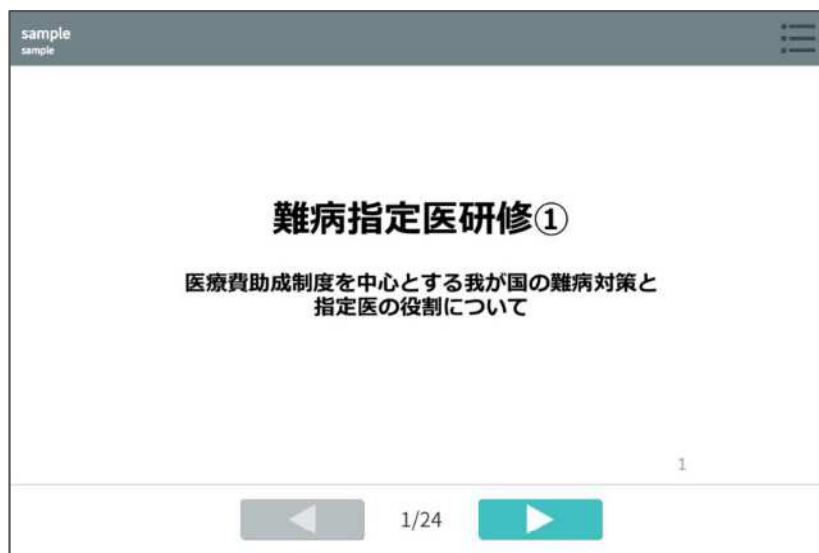 sample
sample
難病指定医研修①
医療費助成制度を中心とする我が国の難病対策と
指定医の役割について
1
1/24